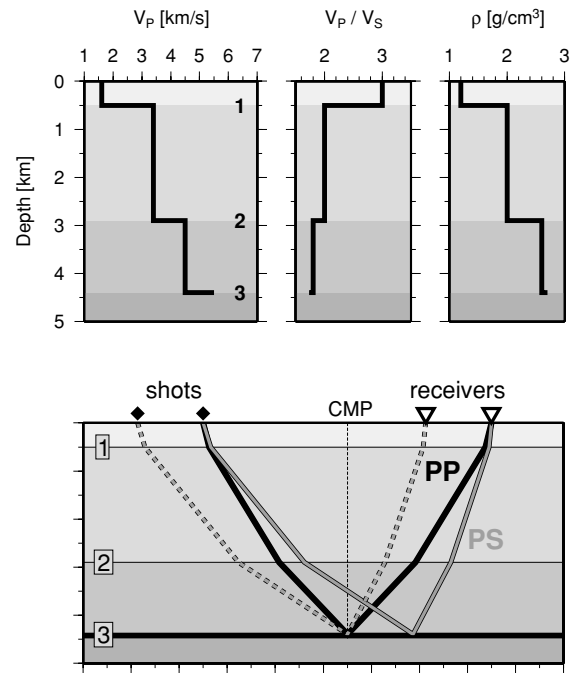 V_P [km/s]
V_P / V_S
ρ [g/cm³]
1 2 3 4 5 6 7
2 3
1 2 3
0
1
2
3
4
5
Depth [km]
1
2
3
shots
receivers
CMP
1
PP
PS
2
3